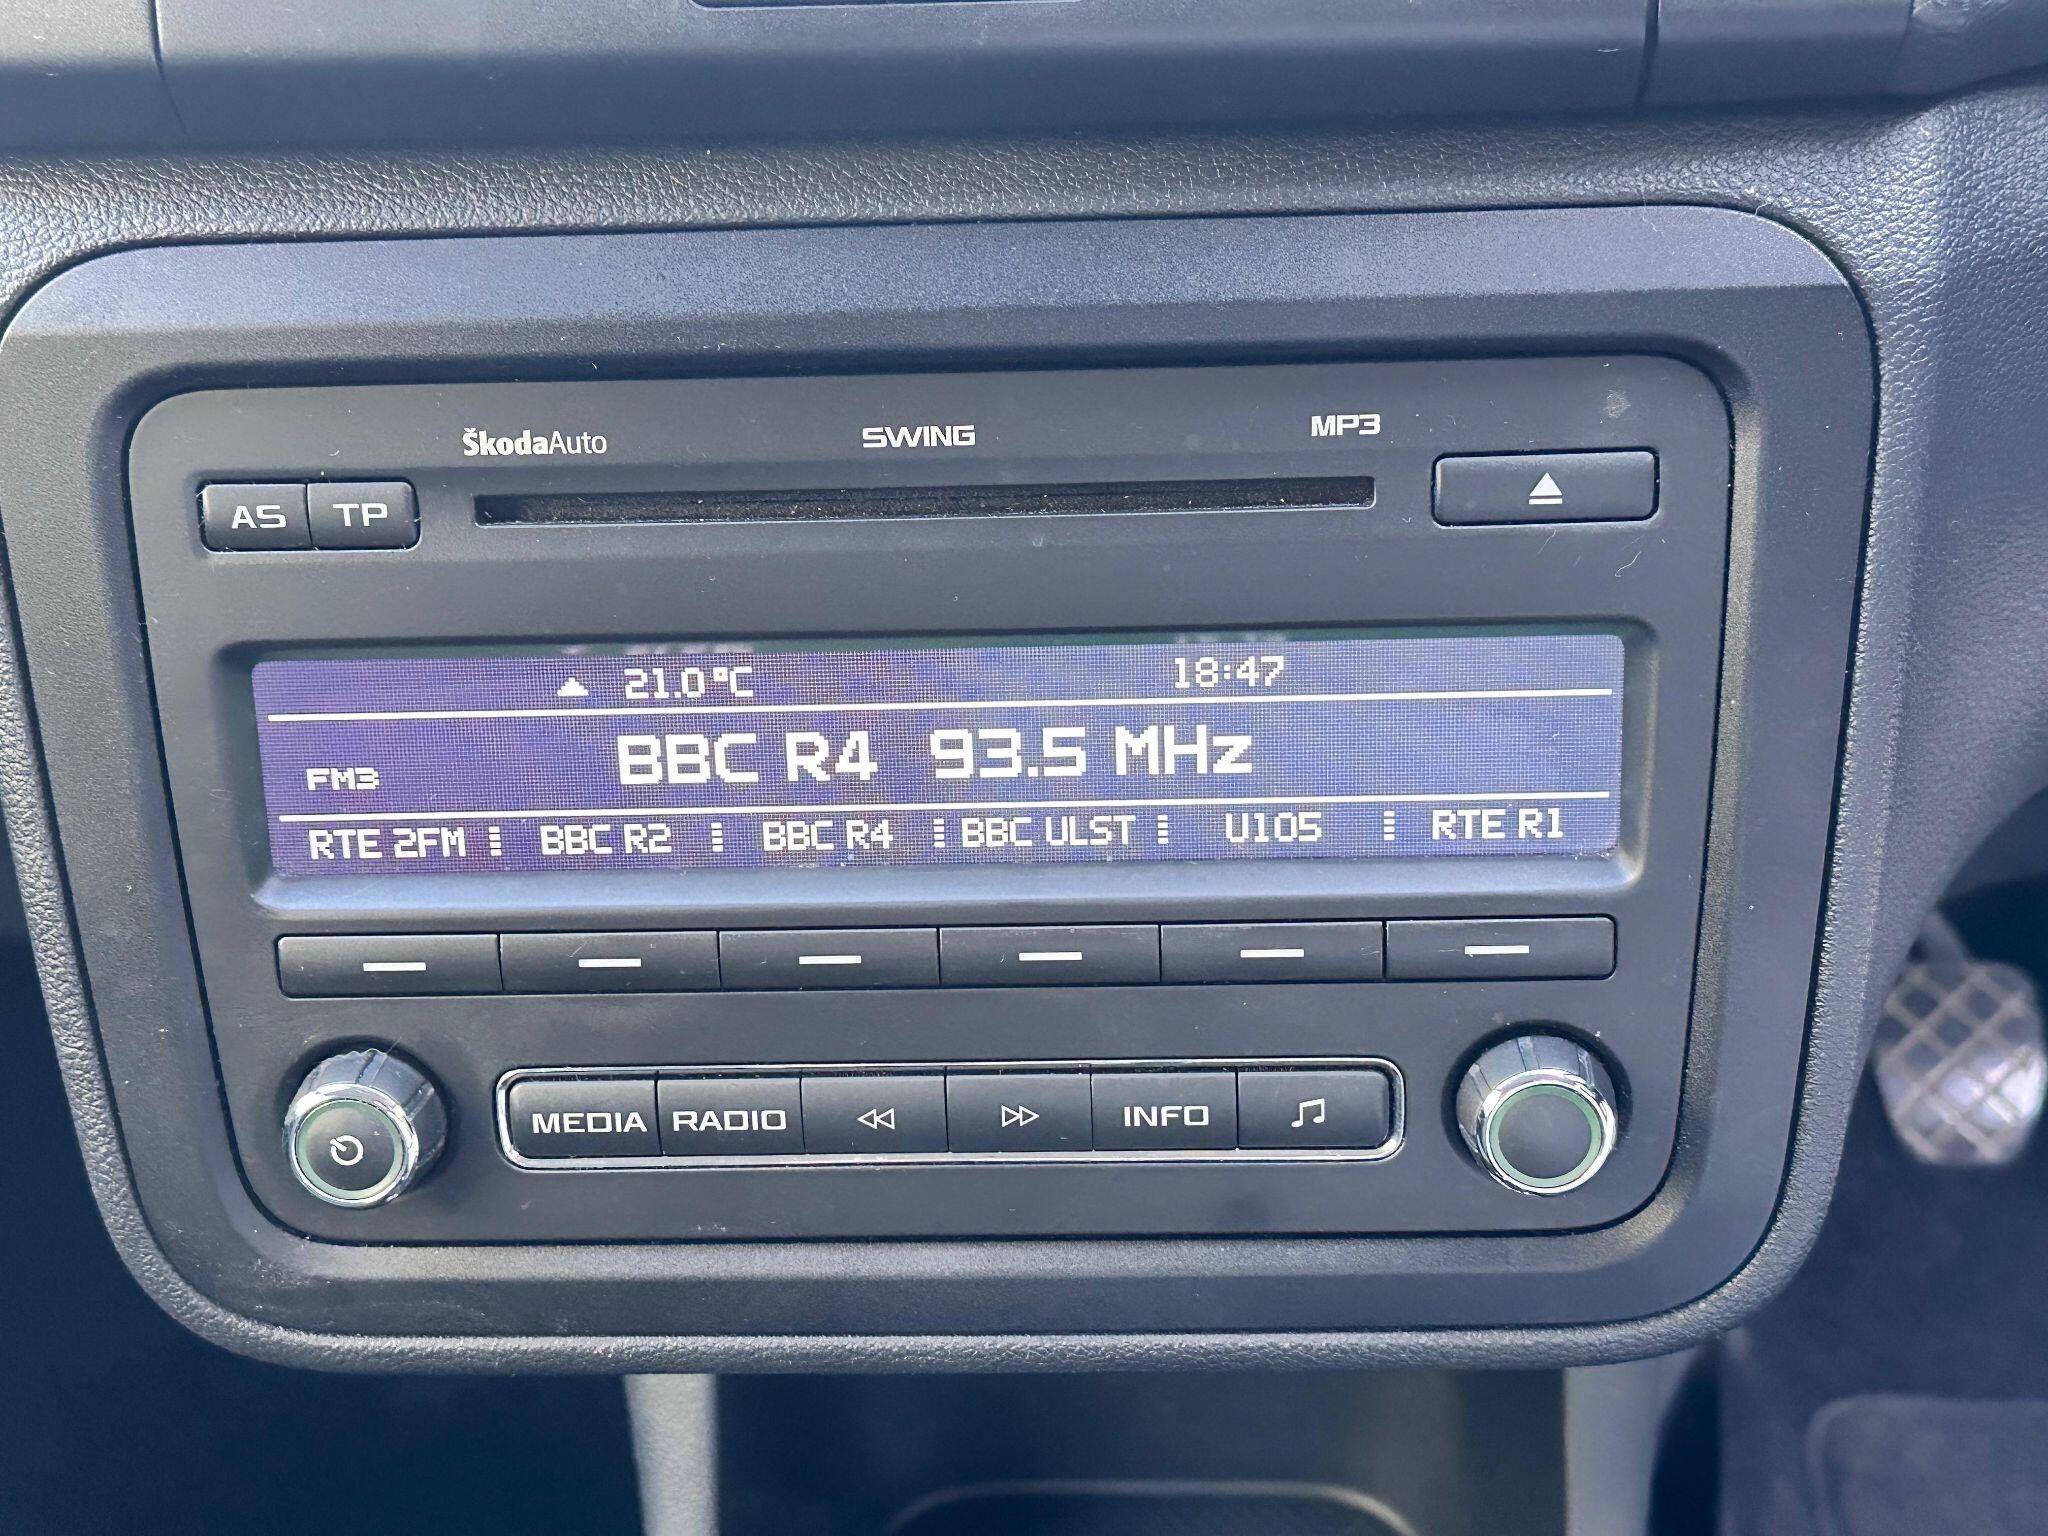 ŠkodaAuto SWING MP3
AS TP
21.0°C 18:47
FM3 BBC R4 93.5 MHz
RTE 2FM BBC R2 BBC R4 BBC ULST U105 RTE R1
MEDIA RADIO INFO